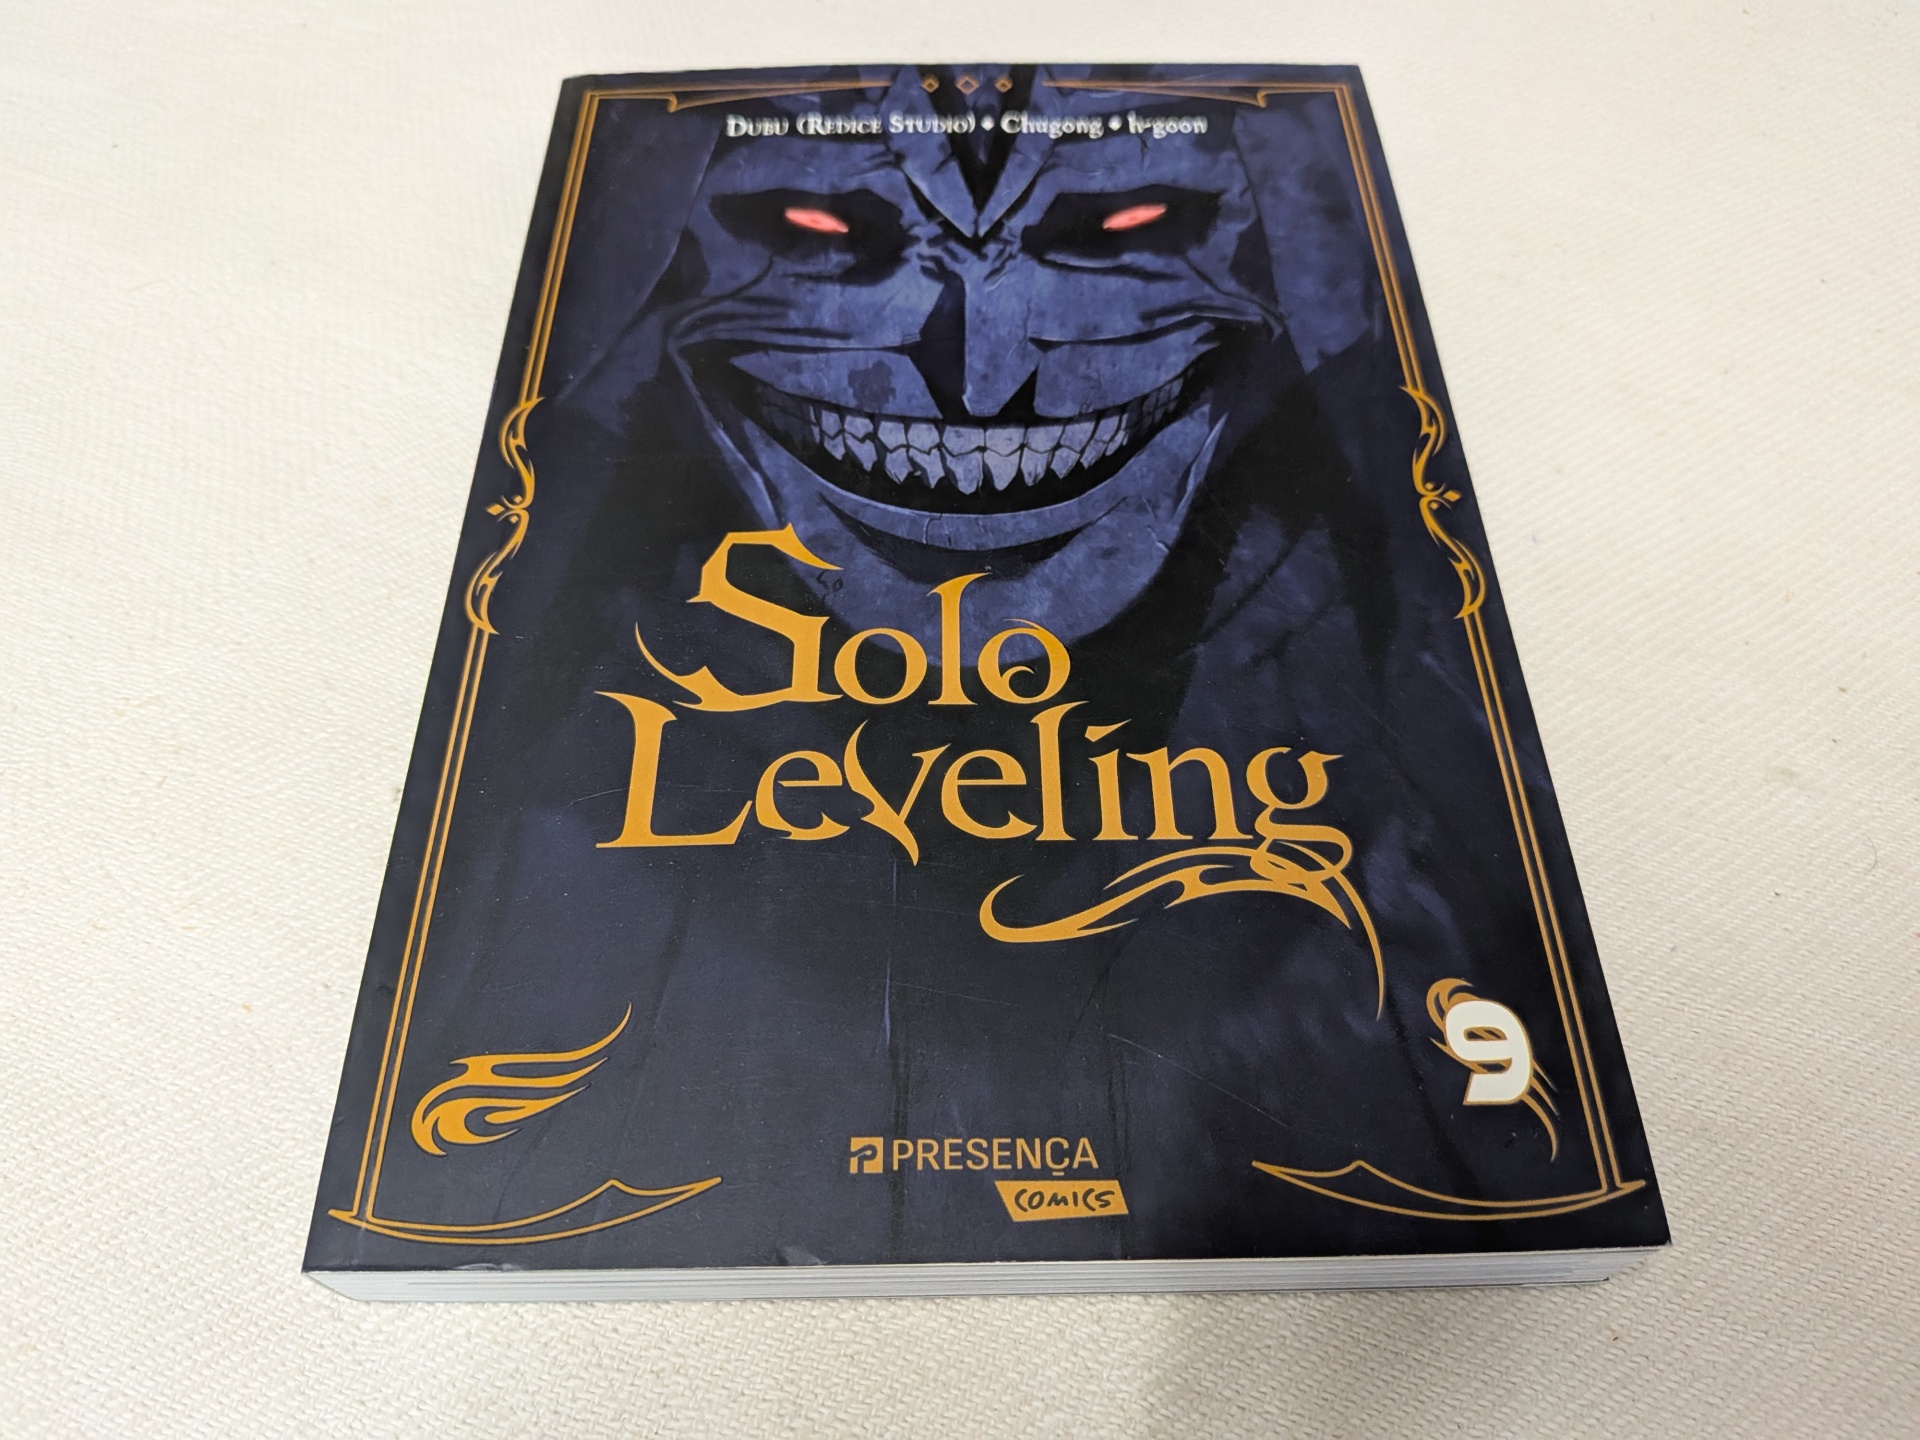 DUBU (REDICE STUDIO) • Chugong • h-goon
Solo
Leveling
9
PRESENÇA
COMICS